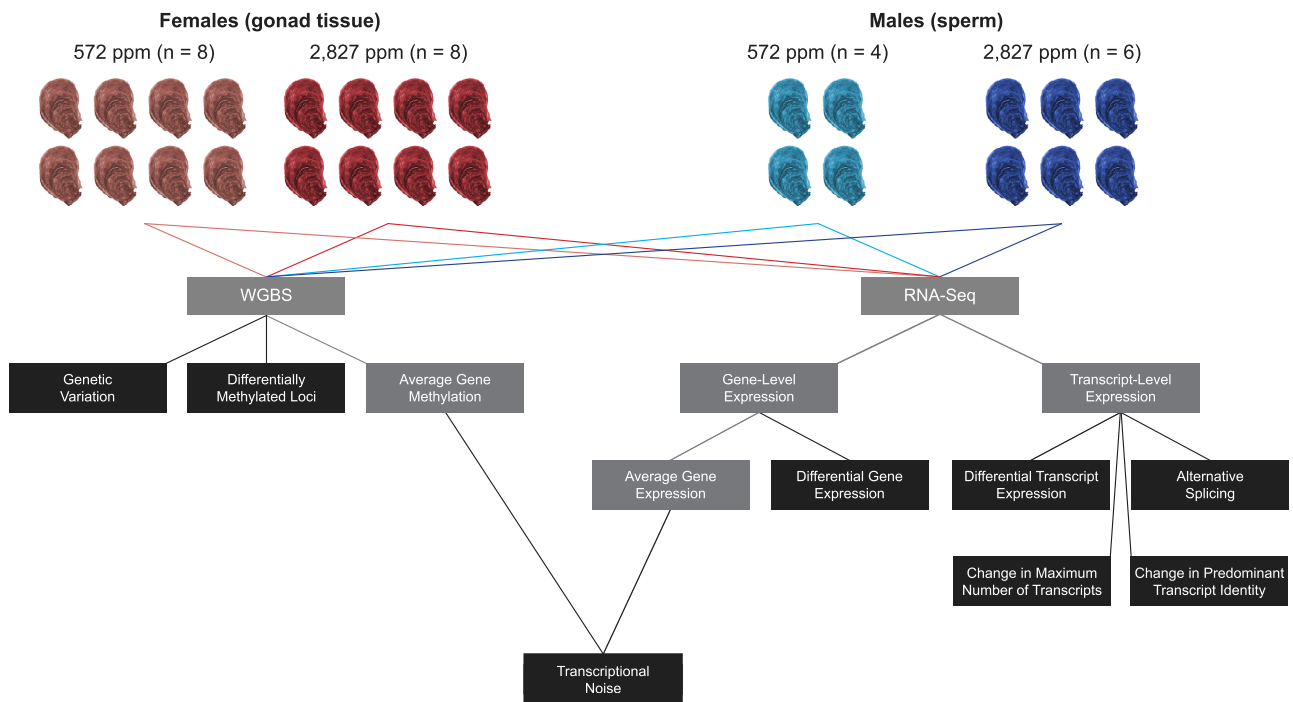 Females (gonad tissue)
Males (sperm)
572 ppm (n = 8)
2,827 ppm (n = 8)
572 ppm (n = 4)
2,827 ppm (n = 6)
WGBS
RNA-Seq
Genetic
Variation
Differentially
Methylated Loci
Average Gene
Methylation
Gene-Level
Expression
Transcript-Level
Expression
Average Gene
Expression
Differential Gene
Expression
Differential Transcript
Expression
Alternative
Splicing
Change in Maximum
Number of Transcripts
Change in Predominant
Transcript Identity
Transcriptional
Noise